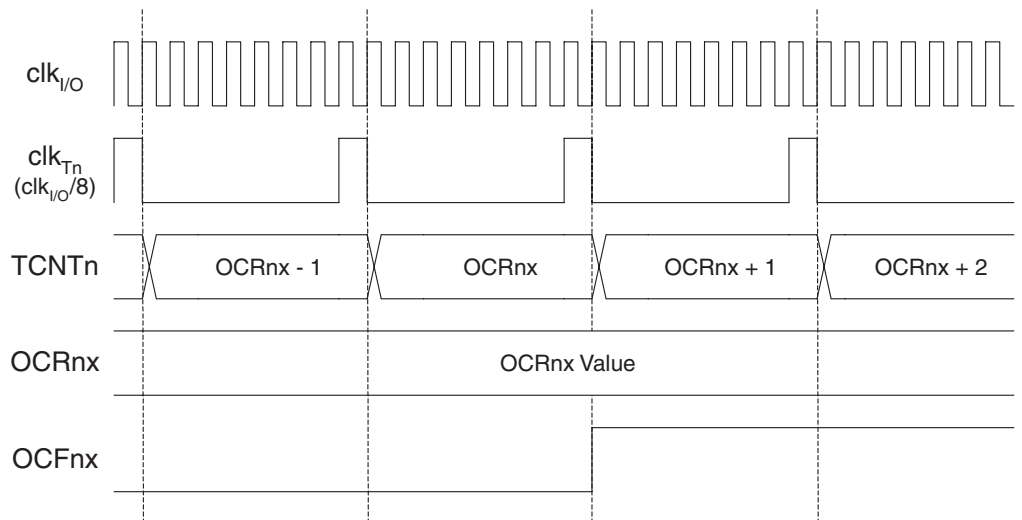 clkI/O
clkTn
(clkI/O/8)
TCNTn
OCRnx - 1
OCRnx
OCRnx + 1
OCRnx + 2
OCRnx
OCRnx Value
OCFnx